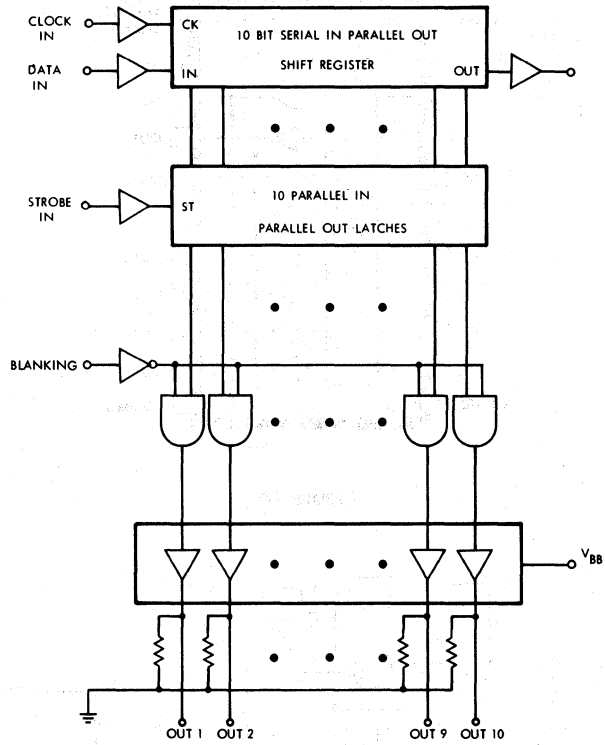 CLOCK
IN
CK
10 BIT SERIAL IN PARALLEL OUT
SHIFT REGISTER
DATA
IN
IN
OUT
STROBE
IN
ST
10 PARALLEL IN
PARALLEL OUT LATCHES
BLANKING
VBB
OUT 1
OUT 2
OUT 9
OUT 10